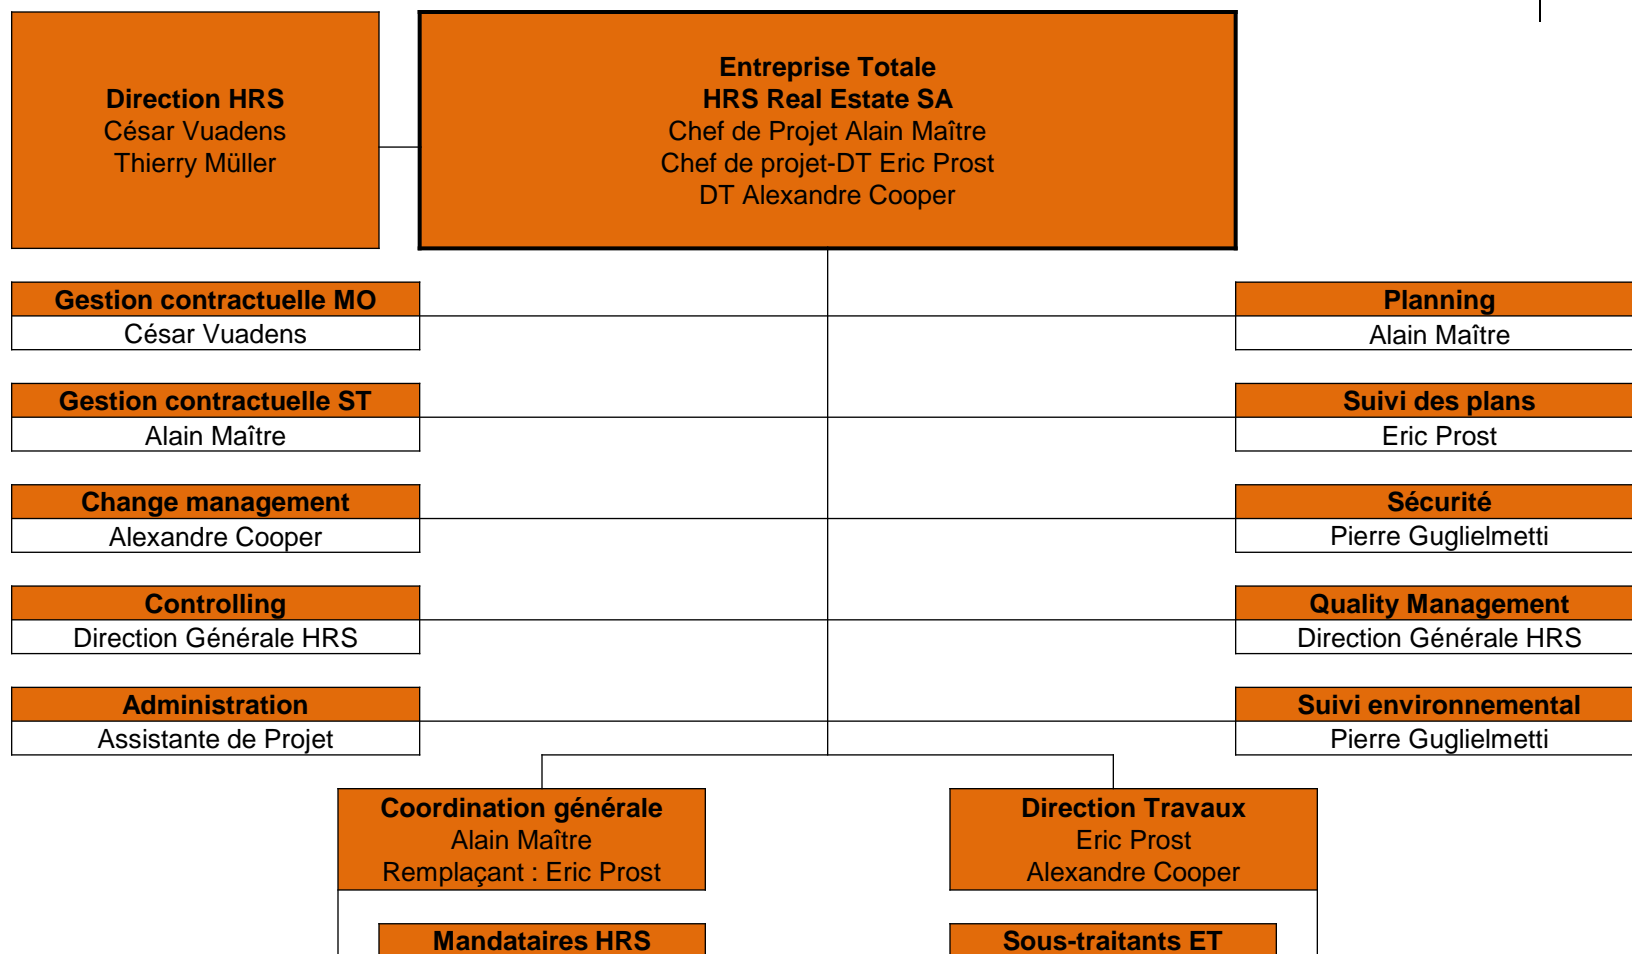 Direction HRS
César Vuadens
Thierry Müller
Entreprise Totale
HRS Real Estate SA
Chef de Projet Alain Maître
Chef de projet-DT Eric Prost
DT Alexandre Cooper
Gestion contractuelle MO
César Vuadens
Planning
Alain Maître
Gestion contractuelle ST
Alain Maître
Suivi des plans
Eric Prost
Change management
Alexandre Cooper
Sécurité
Pierre Guglielmetti
Controlling
Direction Générale HRS
Quality Management
Direction Générale HRS
Administration
Assistante de Projet
Suivi environnemental
Pierre Guglielmetti
Coordination générale
Alain Maître
Remplaçant : Eric Prost
Direction Travaux
Eric Prost
Alexandre Cooper
Mandataires HRS
Sous-traitants ET